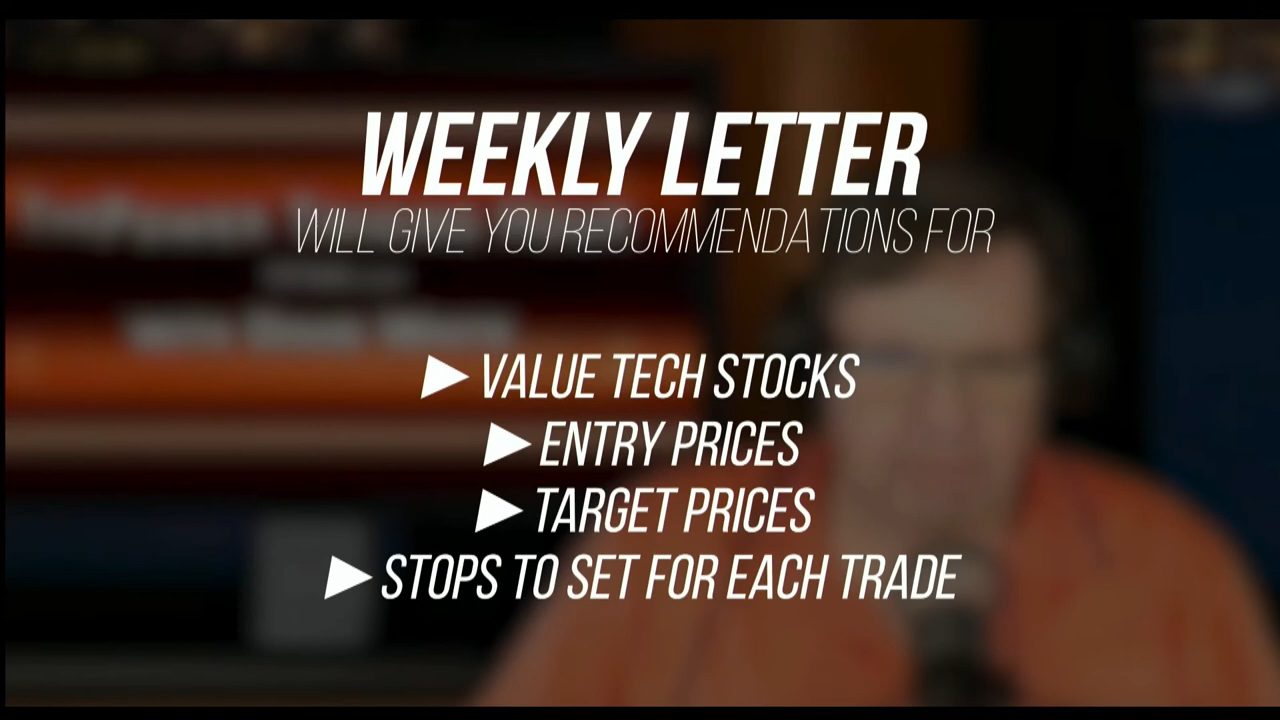 WEEKLY LETTER
WILL GIVE YOU RECOMMENDATIONS FOR
▶ VALUE TECH STOCKS
▶ ENTRY PRICES
▶ TARGET PRICES
▶ STOPS TO SET FOR EACH TRADE